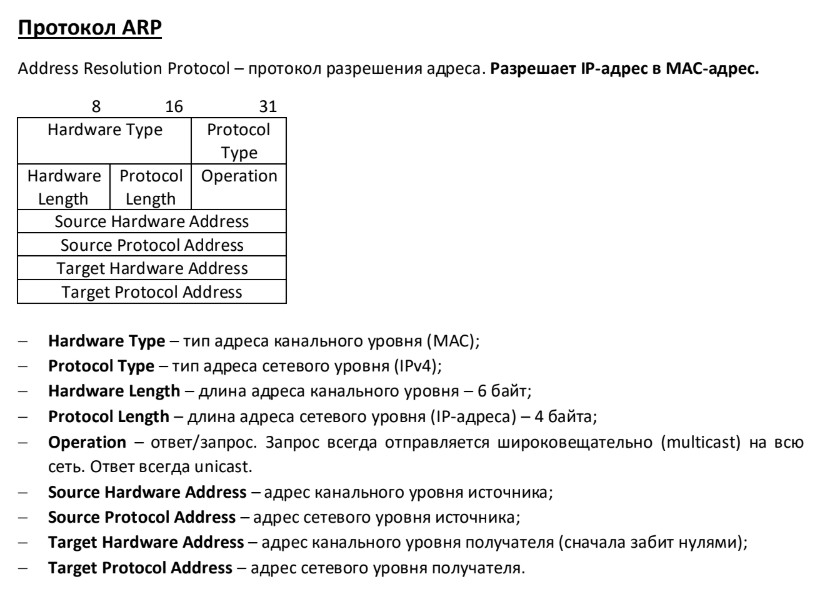 Протокол ARP
Address Resolution Protocol – протокол разрешения адреса. Разрешает IP-адрес в MAC-адрес.
8 16 31
Hardware Type Protocol
Type
Hardware Protocol Operation
Length Length
Source Hardware Address
Source Protocol Address
Target Hardware Address
Target Protocol Address
– Hardware Type – тип адреса канального уровня (MAC);
– Protocol Type – тип адреса сетевого уровня (IPv4);
– Hardware Length – длина адреса канального уровня – 6 байт;
– Protocol Length – длина адреса сетевого уровня (IP-адреса) – 4 байта;
– Operation – ответ/запрос. Запрос всегда отправляется широковещательно (multicast) на всю
сеть. Ответ всегда unicast.
– Source Hardware Address – адрес канального уровня источника;
– Source Protocol Address – адрес сетевого уровня источника;
– Target Hardware Address – адрес канального уровня получателя (сначала забит нулями);
– Target Protocol Address – адрес сетевого уровня получателя.